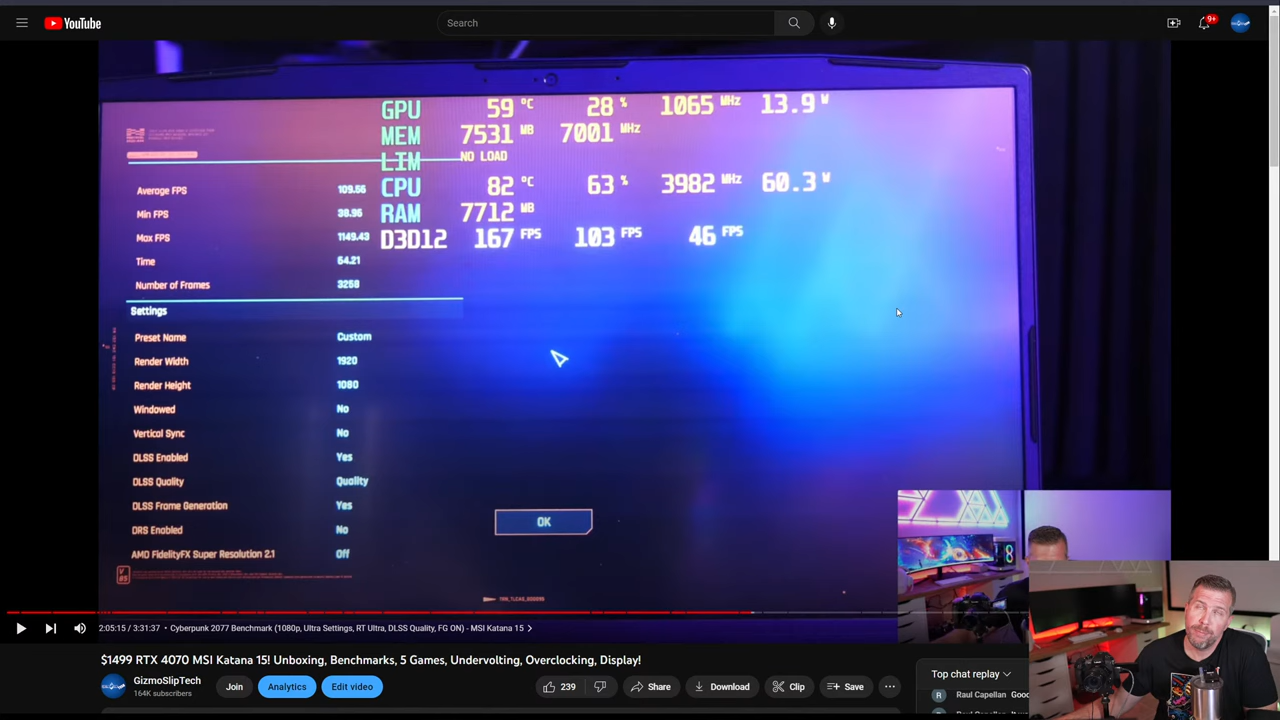 YouTube
Search
9+
GPU 59 °C 28 % 1065 MHz 13.9 W
MEM 7531 MB 7001 MHz
LIM NO LOAD
CPU 82 °C 63 % 3982 MHz 60.3 W
RAM 7712 MB
D3D12 167 FPS 103 FPS 46 FPS
Average FPS 109.56
Min FPS 38.96
Max FPS 1149.43
Time 64.21
Number of Frames
Settings
Preset Name Custom
Render Width 1920
Render Height 1080
Windowed No
Vertical Sync No
DLSS Enabled Yes
DLSS Quality Quality
DLSS Frame Generation Yes
DRS Enabled No
AMD FidelityFX Super Resolution 2.1 Off
OK
2:05:15 / 3:31:37 • Cyberpunk 2077 Benchmark (1080p, Ultra Settings, RT Ultra, DLSS Quality, FG ON) - MSI Katana 15
$1499 RTX 4070 MSI Katana 15! Unboxing, Benchmarks, 5 Games, Undervolting, Overclocking, Display!
GizmoSlipTech
164K subscribers
Join
Analytics
Edit video
239
Share
Download
Clip
Save
Top chat replay
R Raul Capellan Good